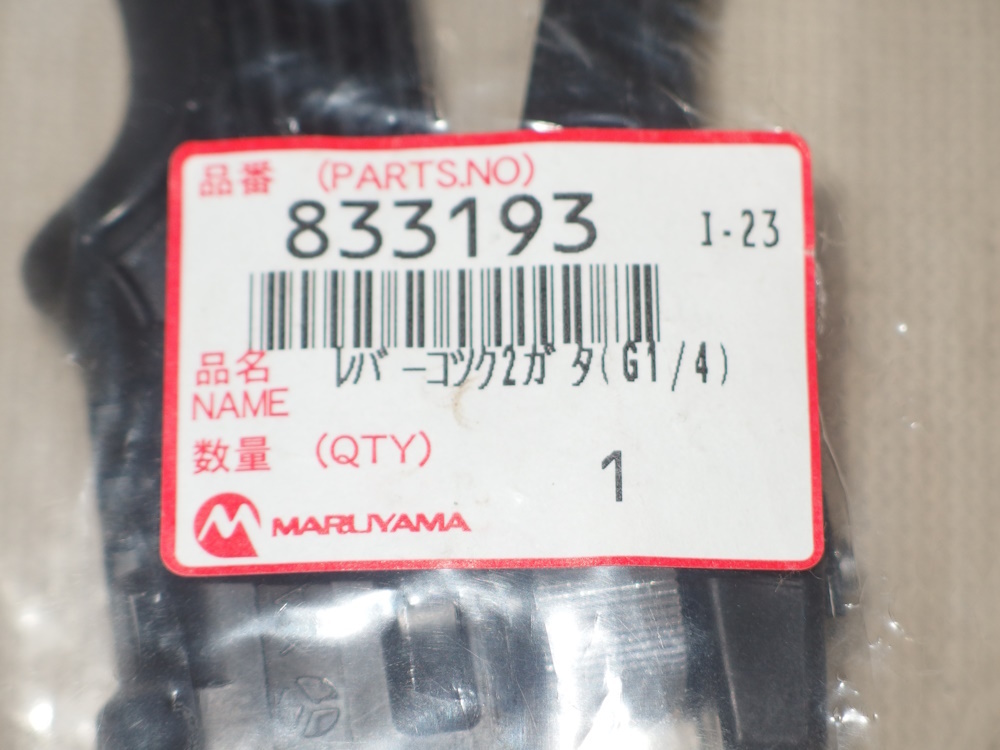 品番 (PARTS.NO)
833193 I-23
品名 レバーコツク2ガタ(G1/4)
NAME
数量 (QTY) 1
MARUYAMA